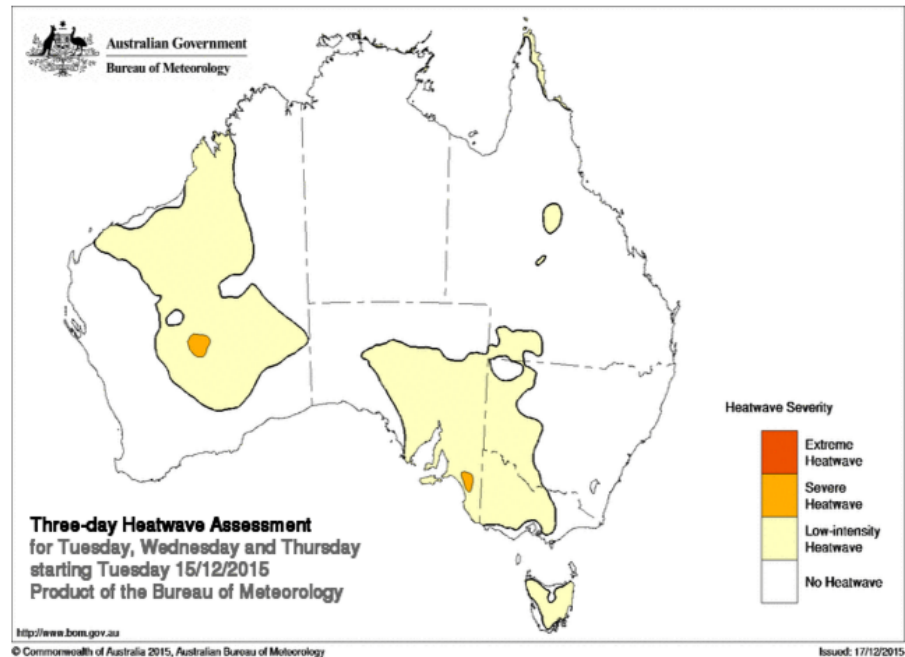 Australian Government
Bureau of Meteorology
Heatwave Severity
Extreme
Heatwave
Severe
Heatwave
Low-intensity
Heatwave
No Heatwave
Three-day Heatwave Assessment
for Tuesday, Wednesday and Thursday
starting Tuesday 15/12/2015
Product of the Bureau of Meteorology
http://www.bom.gov.au
© Commonwealth of Australia 2015, Australian Bureau of Meteorology
Issued: 17/12/2015